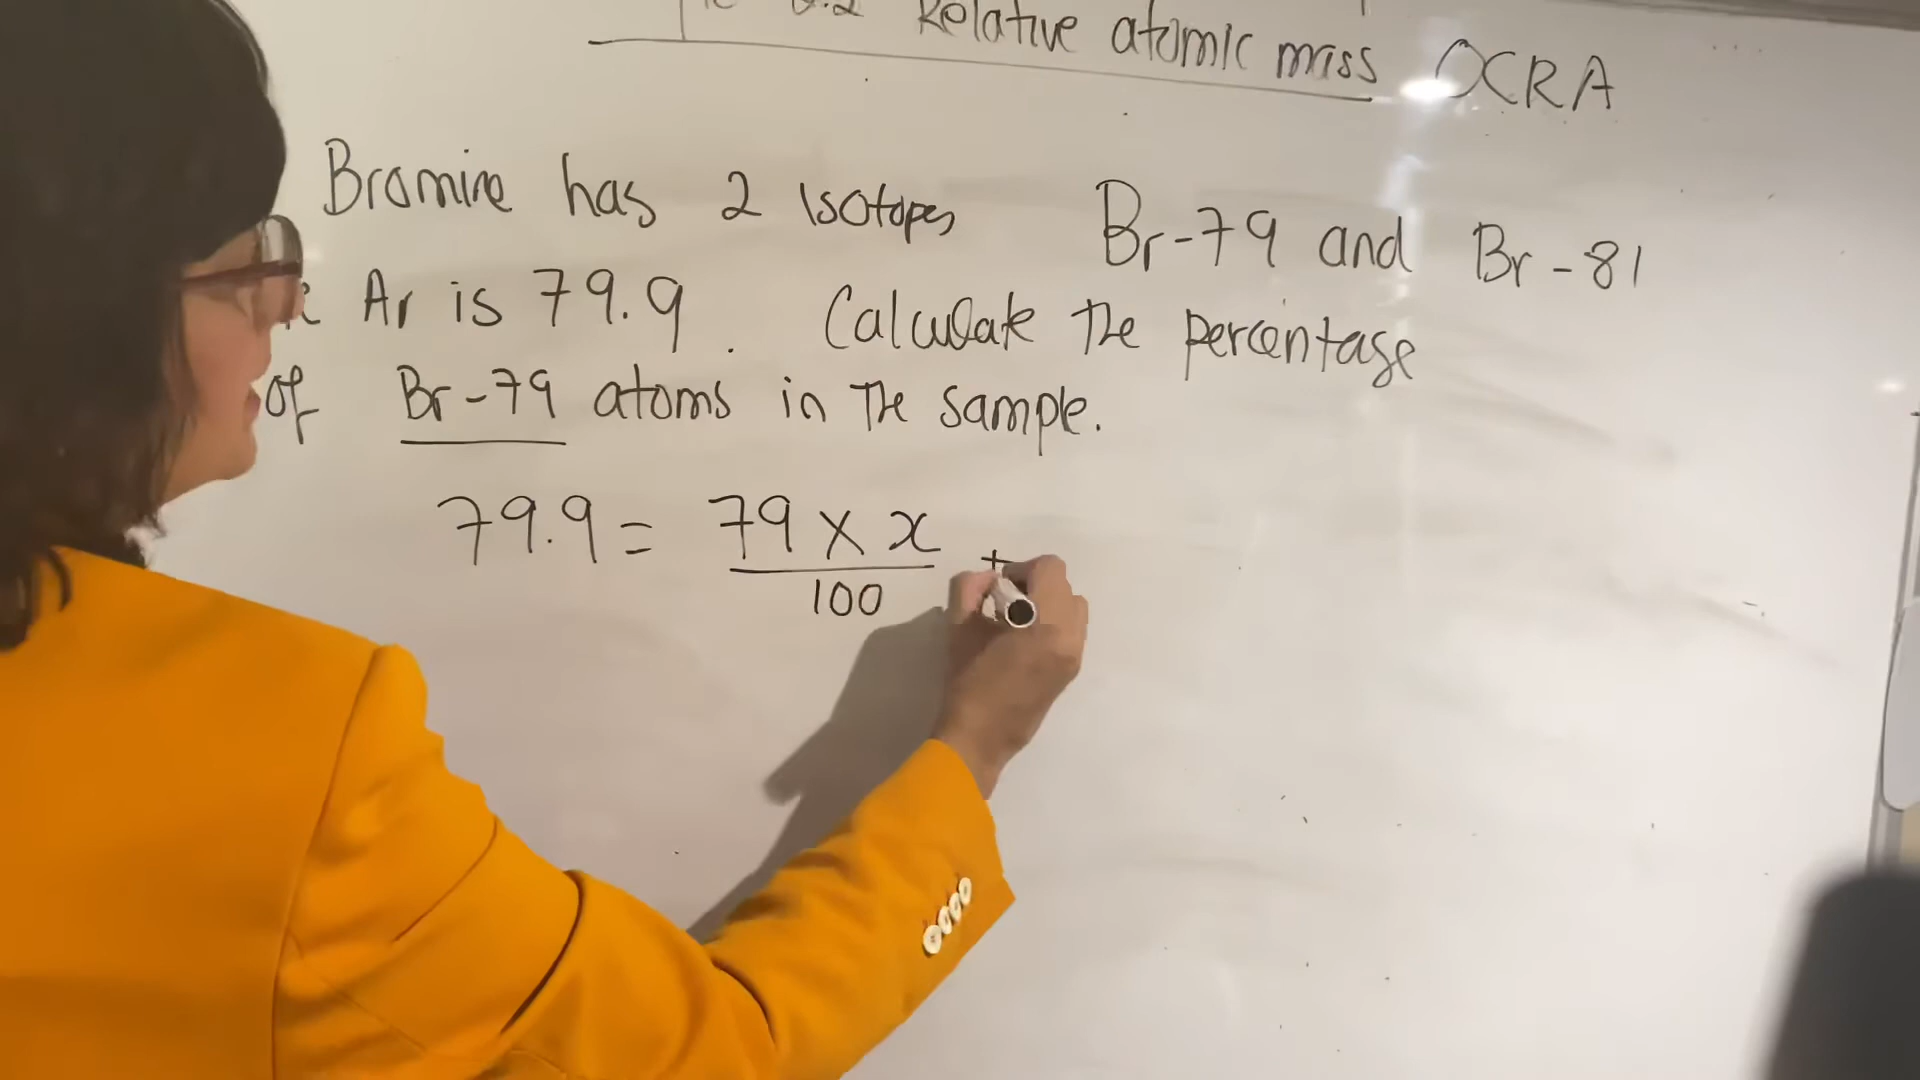 Relative atomic mass OCRA
Bromine has 2 isotopes Br-79 and Br-81
Ar is 79.9. Calculate the percentage
of Br-79 atoms in the sample.
79.9 = 79 x x +
100